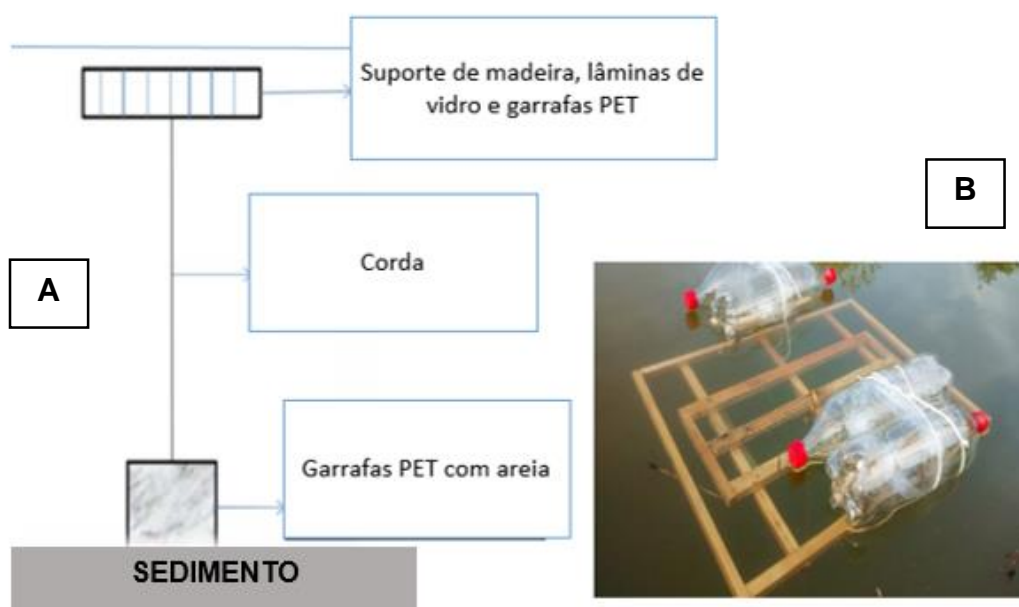 Suporte de madeira, lâminas de
vidro e garrafas PET
B
Corda
A
Garrafas PET com areia
SEDIMENTO